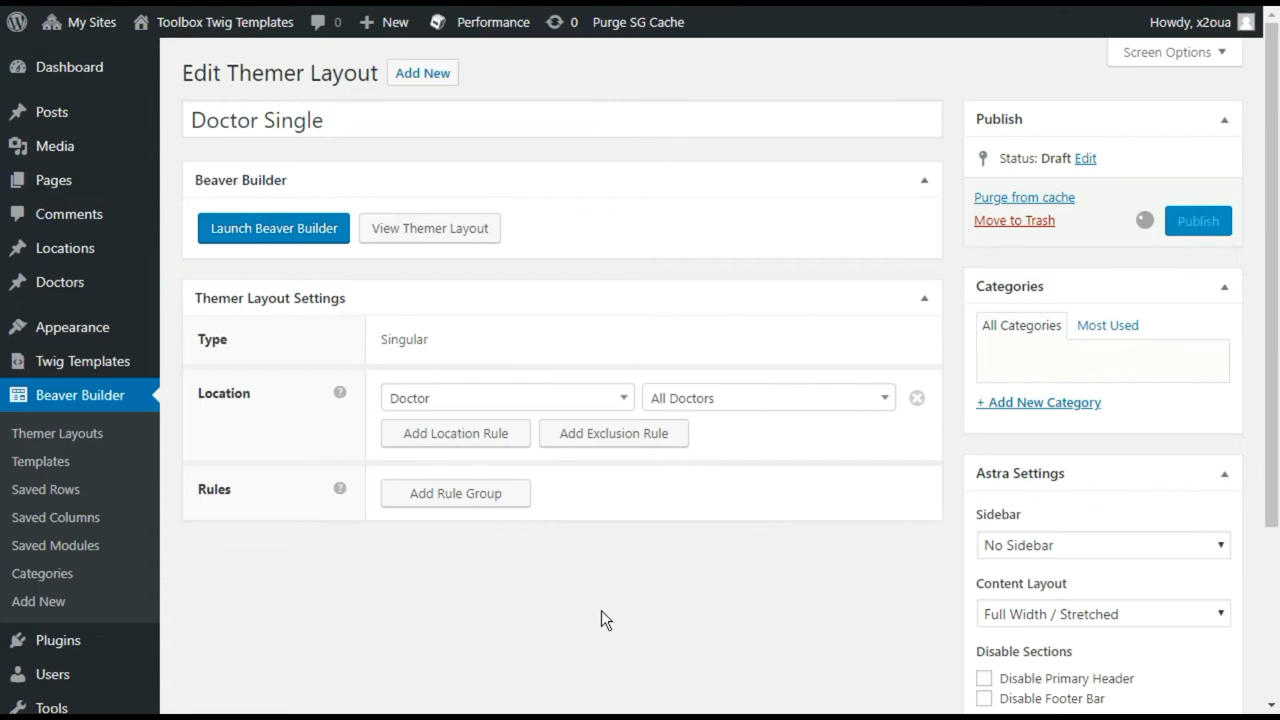 My Sites Toolbox Twig Templates 0 New Performance 0 Purge SG Cache Howdy, x2oua
Screen Options
Dashboard
Posts
Media
Pages
Comments
Locations
Doctors
Appearance
Twig Templates
Beaver Builder
Themer Layouts
Templates
Saved Rows
Saved Columns
Saved Modules
Categories
Add New
Plugins
Users
Tools
Edit Themer Layout Add New
Doctor Single
Beaver Builder
Launch Beaver Builder View Themer Layout
Themer Layout Settings
Type Singular
Location ? Doctor All Doctors
Add Location Rule Add Exclusion Rule
Rules ? Add Rule Group
Publish
Status: Draft Edit
Purge from cache
Move to Trash Publish
Categories
All Categories Most Used
+ Add New Category
Astra Settings
Sidebar
No Sidebar
Content Layout
Full Width / Stretched
Disable Sections
Disable Primary Header
Disable Footer Bar